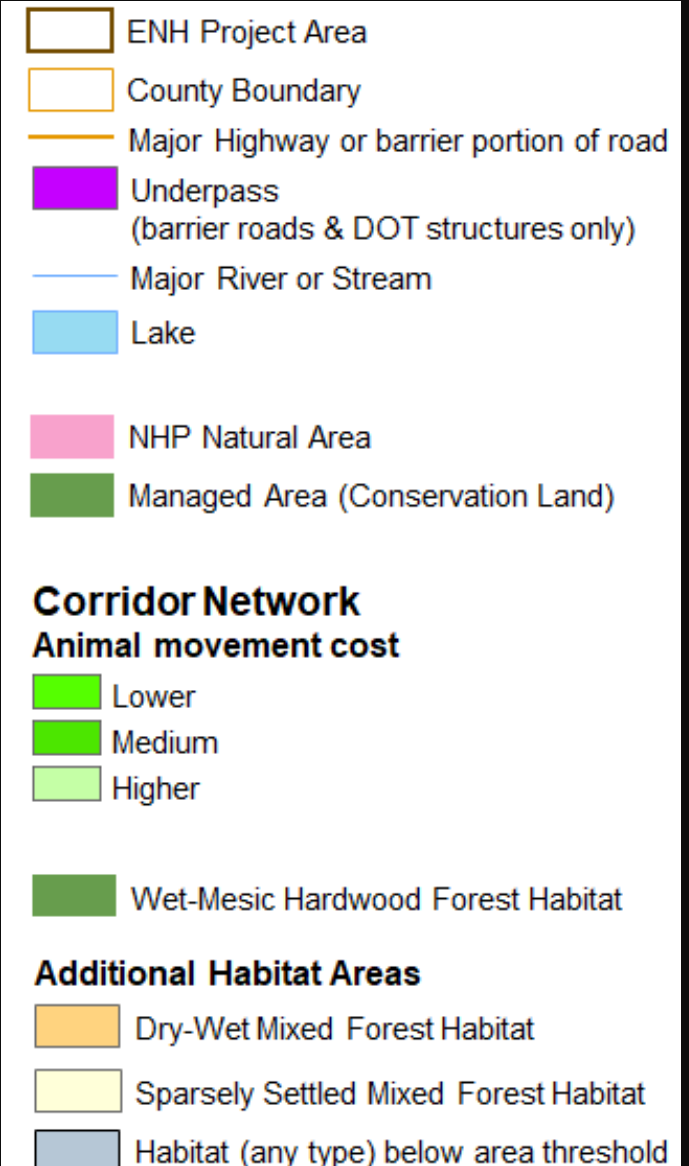 ENH Project Area
County Boundary
Major Highway or barrier portion of road
Underpass
(barrier roads & DOT structures only)
Major River or Stream
Lake
NHP Natural Area
Managed Area (Conservation Land)
Corridor Network
Animal movement cost
Lower
Medium
Higher
Wet-Mesic Hardwood Forest Habitat
Additional Habitat Areas
Dry-Wet Mixed Forest Habitat
Sparsely Settled Mixed Forest Habitat
Habitat (any type) below area threshold